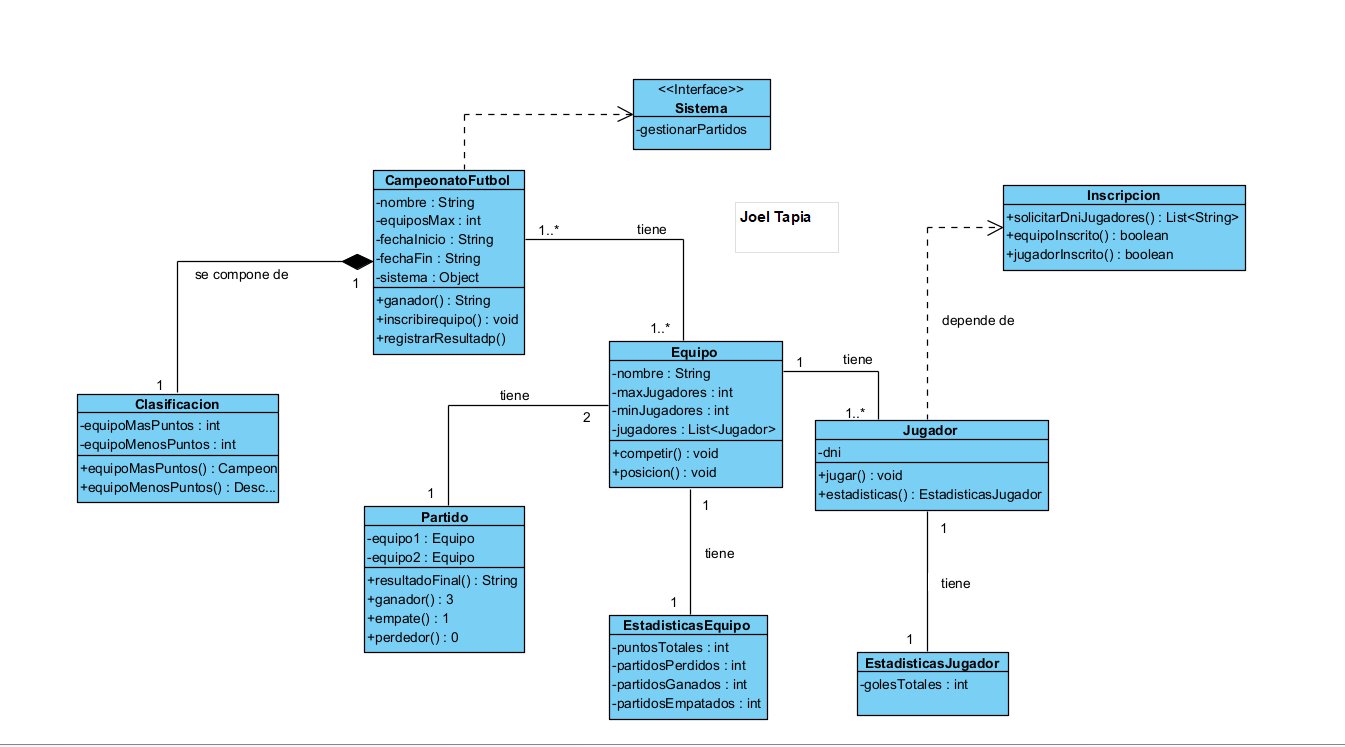 <<Interface>>
Sistema
-gestionarPartidos
CampeonatoFutbol
-nombre : String
-equiposMax : int
-fechaInicio : String
-fechaFin : String
-sistema : Object
+ganador() : String
+inscribirequipo() : void
+registrarResultadp()
1..*
tiene
1..*
Joel Tapia
Inscripcion
+solicitarDniJugadores() : List<String>
+equipoInscrito() : boolean
+jugadorInscrito() : boolean
depende de
se compone de
1
1
Clasificacion
-equipoMasPuntos : int
-equipoMenosPuntos : int
+equipoMasPuntos() : Campeon
+equipoMenosPuntos() : Desc...
Equipo
-nombre : String
-maxJugadores : int
-minJugadores : int
-jugadores : List<Jugador>
+competir() : void
+posicion() : void
1
tiene
1..*
Jugador
-dni
+jugar() : void
+estadisticas() : EstadisticasJugador
tiene
2
1
Partido
-equipo1 : Equipo
-equipo2 : Equipo
+resultadoFinal() : String
+ganador() : 3
+empate() : 1
+perdedor() : 0
1
tiene
1
EstadisticasEquipo
-puntosTotales : int
-partidosPerdidos : int
-partidosGanados : int
-partidosEmpatados : int
1
tiene
1
EstadisticasJugador
-golesTotales : int